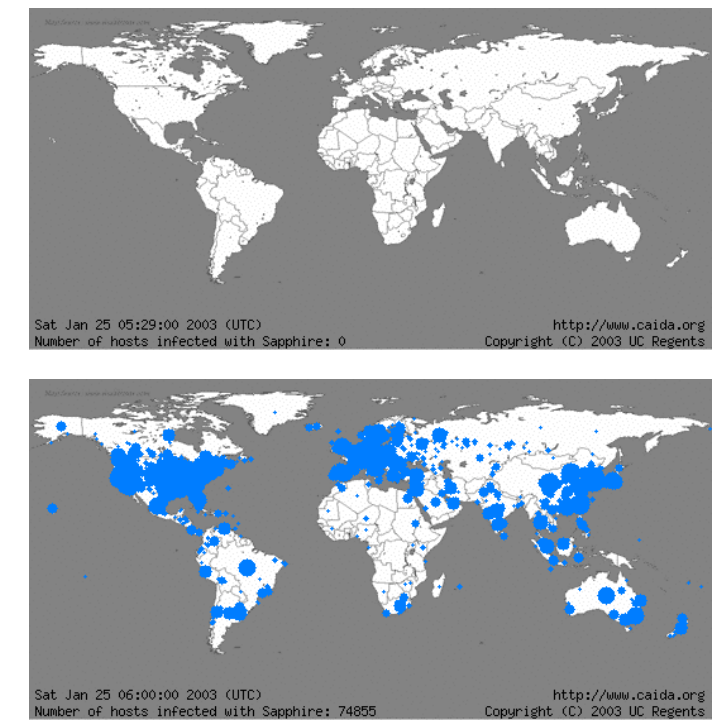 Sat Jan 25 05:29:00 2003 (UTC)
http://www.caida.org
Number of hosts infected with Sapphire: 0
Copyright (C) 2003 UC Regents
Sat Jan 25 06:00:00 2003 (UTC)
http://www.caida.org
Number of hosts infected with Sapphire: 74855
Copyright (C) 2003 UC Regents